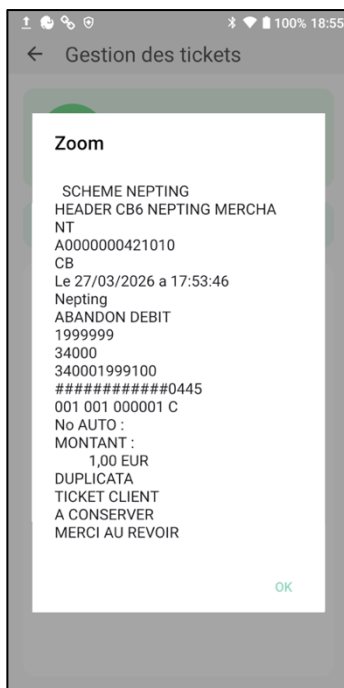 100% 18:55
Gestion des tickets
Zoom
SCHEME NEPTING
HEADER CB6 NEPTING MERCHA
NT
A0000000421010
CB
Le 27/03/2026 a 17:53:46
Nepting
ABANDON DEBIT
1999999
34000
340001999100
############0445
001 001 000001 C
No AUTO :
MONTANT :
1,00 EUR
DUPLICATA
TICKET CLIENT
A CONSERVER
MERCI AU REVOIR
OK